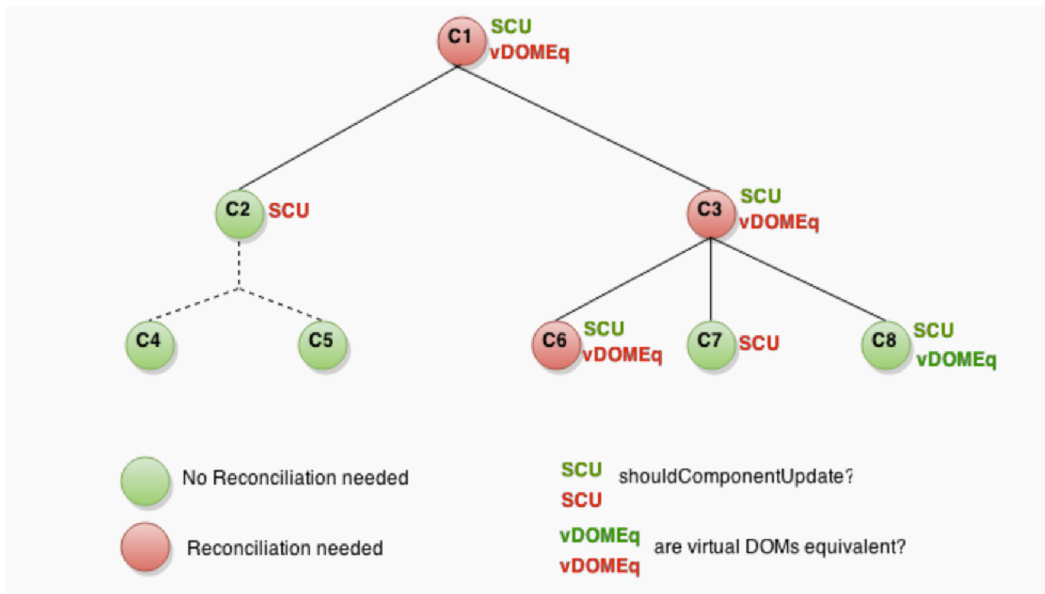 C1
SCU
vDOMEq
C2
SCU
C3
SCU
vDOMEq
C4
C5
C6
SCU
vDOMEq
C7
SCU
C8
SCU
vDOMEq
No Reconciliation needed
Reconciliation needed
SCU
SCU
shouldComponentUpdate?
vDOMEq
vDOMEq
are virtual DOMs equivalent?